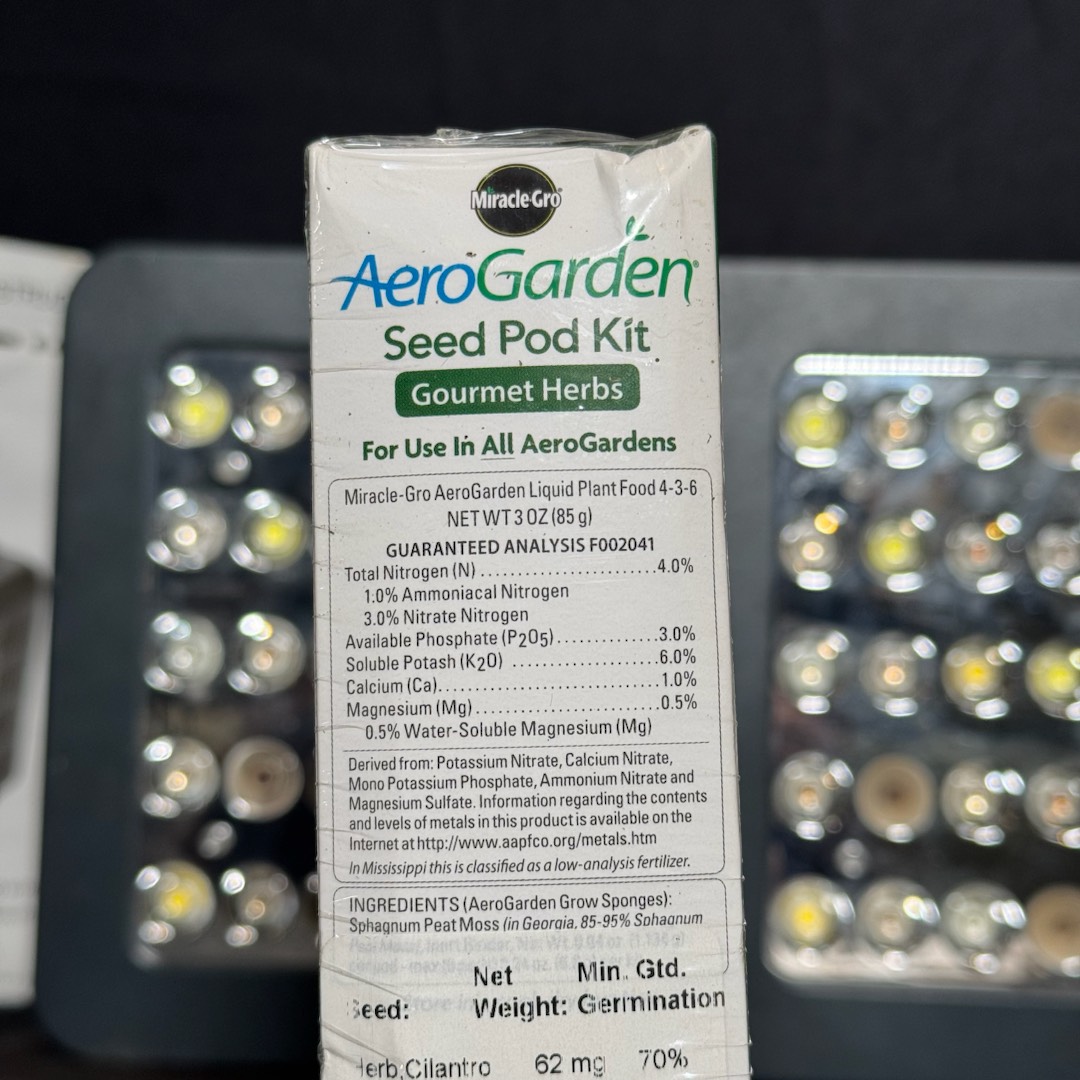 Miracle-Gro®
AeroGarden®
Seed Pod Kit
Gourmet Herbs
For Use In All AeroGardens
Miracle-Gro AeroGarden Liquid Plant Food 4-3-6
NET WT 3 OZ (85 g)
GUARANTEED ANALYSIS F002041
Total Nitrogen (N) ........................4.0%
1.0% Ammoniacal Nitrogen
3.0% Nitrate Nitrogen
Available Phosphate (P2O5)..............3.0%
Soluble Potash (K2O) ....................6.0%
Calcium (Ca)..............................1.0%
Magnesium (Mg)........................0.5%
0.5% Water-Soluble Magnesium (Mg)
Derived from: Potassium Nitrate, Calcium Nitrate,
Mono Potassium Phosphate, Ammonium Nitrate and
Magnesium Sulfate. Information regarding the contents
and levels of metals in this product is available on the
Internet at http://www.aapfco.org/metals.htm
In Mississippi this is classified as a low-analysis fertilizer.
INGREDIENTS (AeroGarden Grow Sponges):
Sphagnum Peat Moss (in Georgia, 85-95% Sphagnum
Net Min. Gtd.
Seed: Weight: Germination
Herb,Cilantro 62 mg 70%